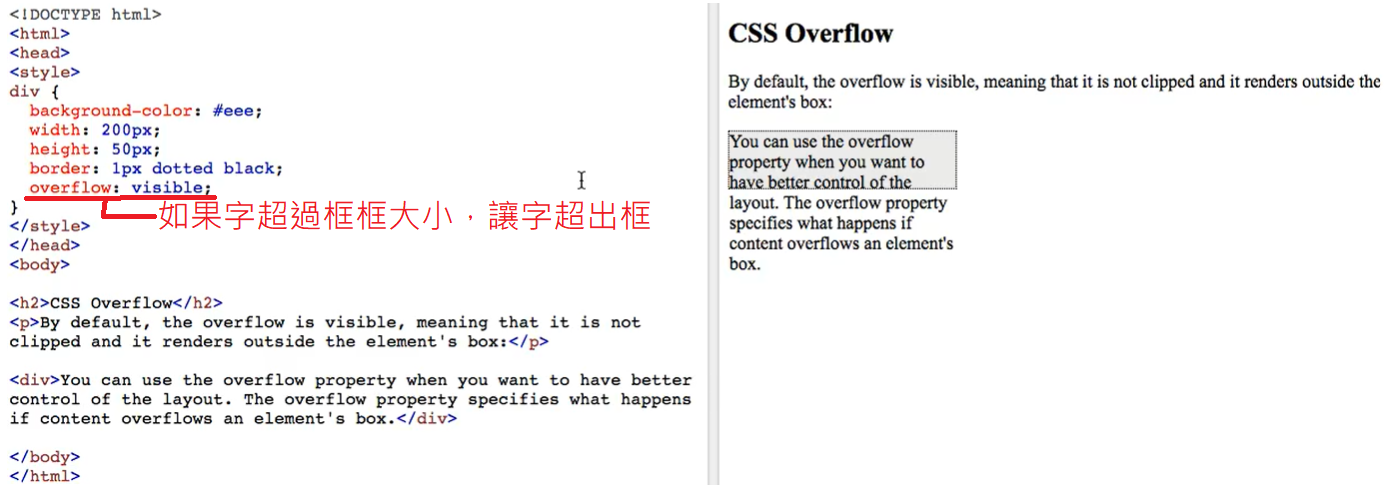 <!DOCTYPE html>
<html>
<head>
<style>
div {
  background-color: #eee;
  width: 200px;
  height: 50px;
  border: 1px dotted black;
  overflow: visible;
}
如果字超過框框大小，讓字超出框
</style>
</head>
<body>
<h2>CSS Overflow</h2>
<p>By default, the overflow is visible, meaning that it is not
clipped and it renders outside the element's box:</p>
<div>You can use the overflow property when you want to have better
control of the layout. The overflow property specifies what happens
if content overflows an element's box.</div>
</body>
</html>
CSS Overflow
By default, the overflow is visible, meaning that it is not clipped and it renders outside the
element's box:
You can use the overflow
property when you want to
have better control of the
layout. The overflow property
specifies what happens if
content overflows an element's
box.